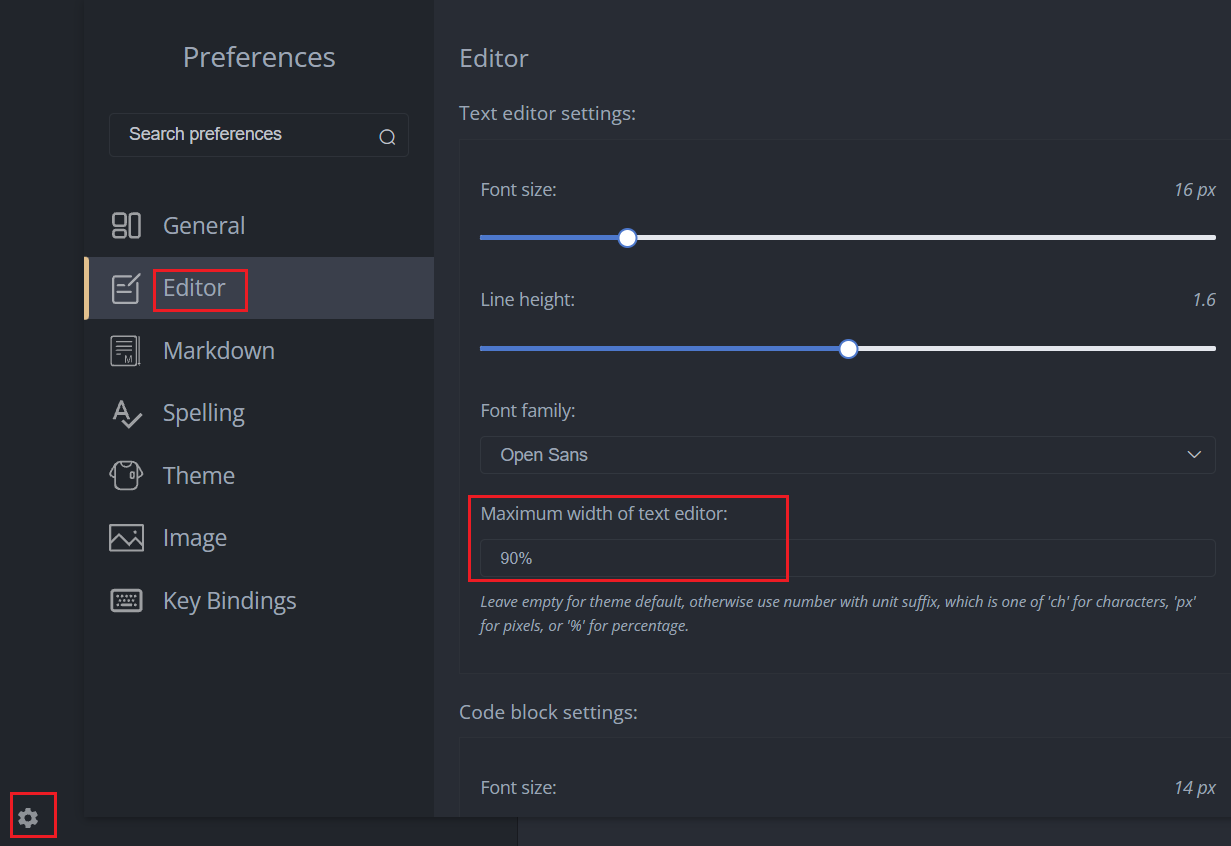 Preferences
Search preferences
General
Editor
Markdown
Spelling
Theme
Image
Key Bindings
Editor
Text editor settings:
Font size:
16 px
Line height:
1.6
Font family:
Open Sans
Maximum width of text editor:
90%
Leave empty for theme default, otherwise use number with unit suffix, which is one of 'ch' for characters, 'px'
for pixels, or '%' for percentage.
Code block settings:
Font size:
14 px